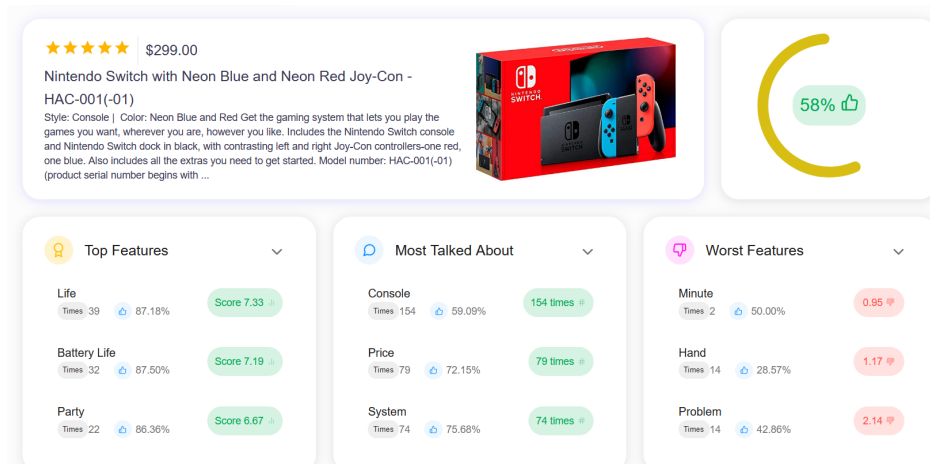 $299.00
Nintendo Switch with Neon Blue and Neon Red Joy-Con -
HAC-001(-01)
Style: Console | Color: Neon Blue and Red Get the gaming system that lets you play the
games you want, wherever you are, however you like. Includes the Nintendo Switch console
and Nintendo Switch dock in black, with contrasting left and right Joy-Con controllers-one red,
one blue. Also includes all the extras you need to get started. Model number: HAC-001(-01)
(product serial number begins with ...
NINTENDO
SWITCH
58%
Top Features
Life
Times 39 87.18%
Score 7.33
Battery Life
Times 32 87.50%
Score 7.19
Party
Times 22 86.36%
Score 6.67
Most Talked About
Console
Times 154 59.09%
154 times #
Price
Times 79 72.15%
79 times #
System
Times 74 75.68%
74 times #
Worst Features
Minute
Times 2 50.00%
0.95
Hand
Times 14 28.57%
1.17
Problem
Times 14 42.86%
2.14